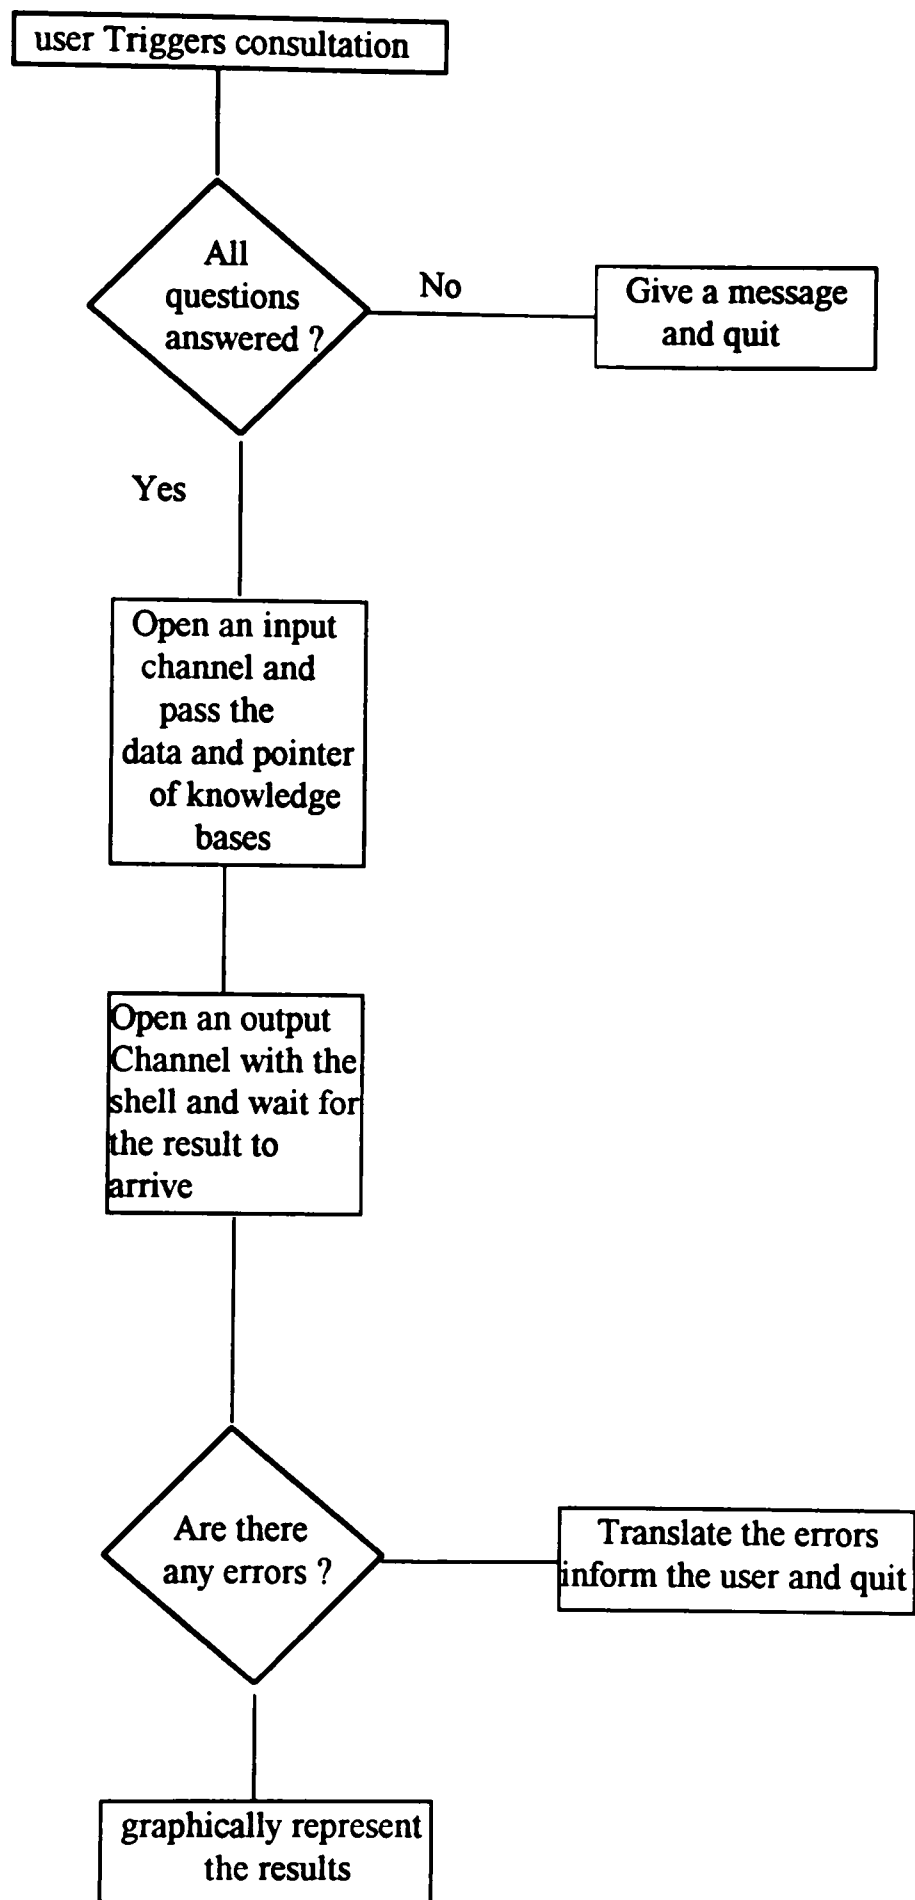 user Triggers consultation
All
questions
answered ?
No
Give a message
and quit
Yes
Open an input
channel and
pass the
data and pointer
of knowledge
bases
Open an output
Channel with the
shell and wait for
the result to
arrive
Are there
any errors ?
Translate the errors
inform the user and quit
graphically represent
the results